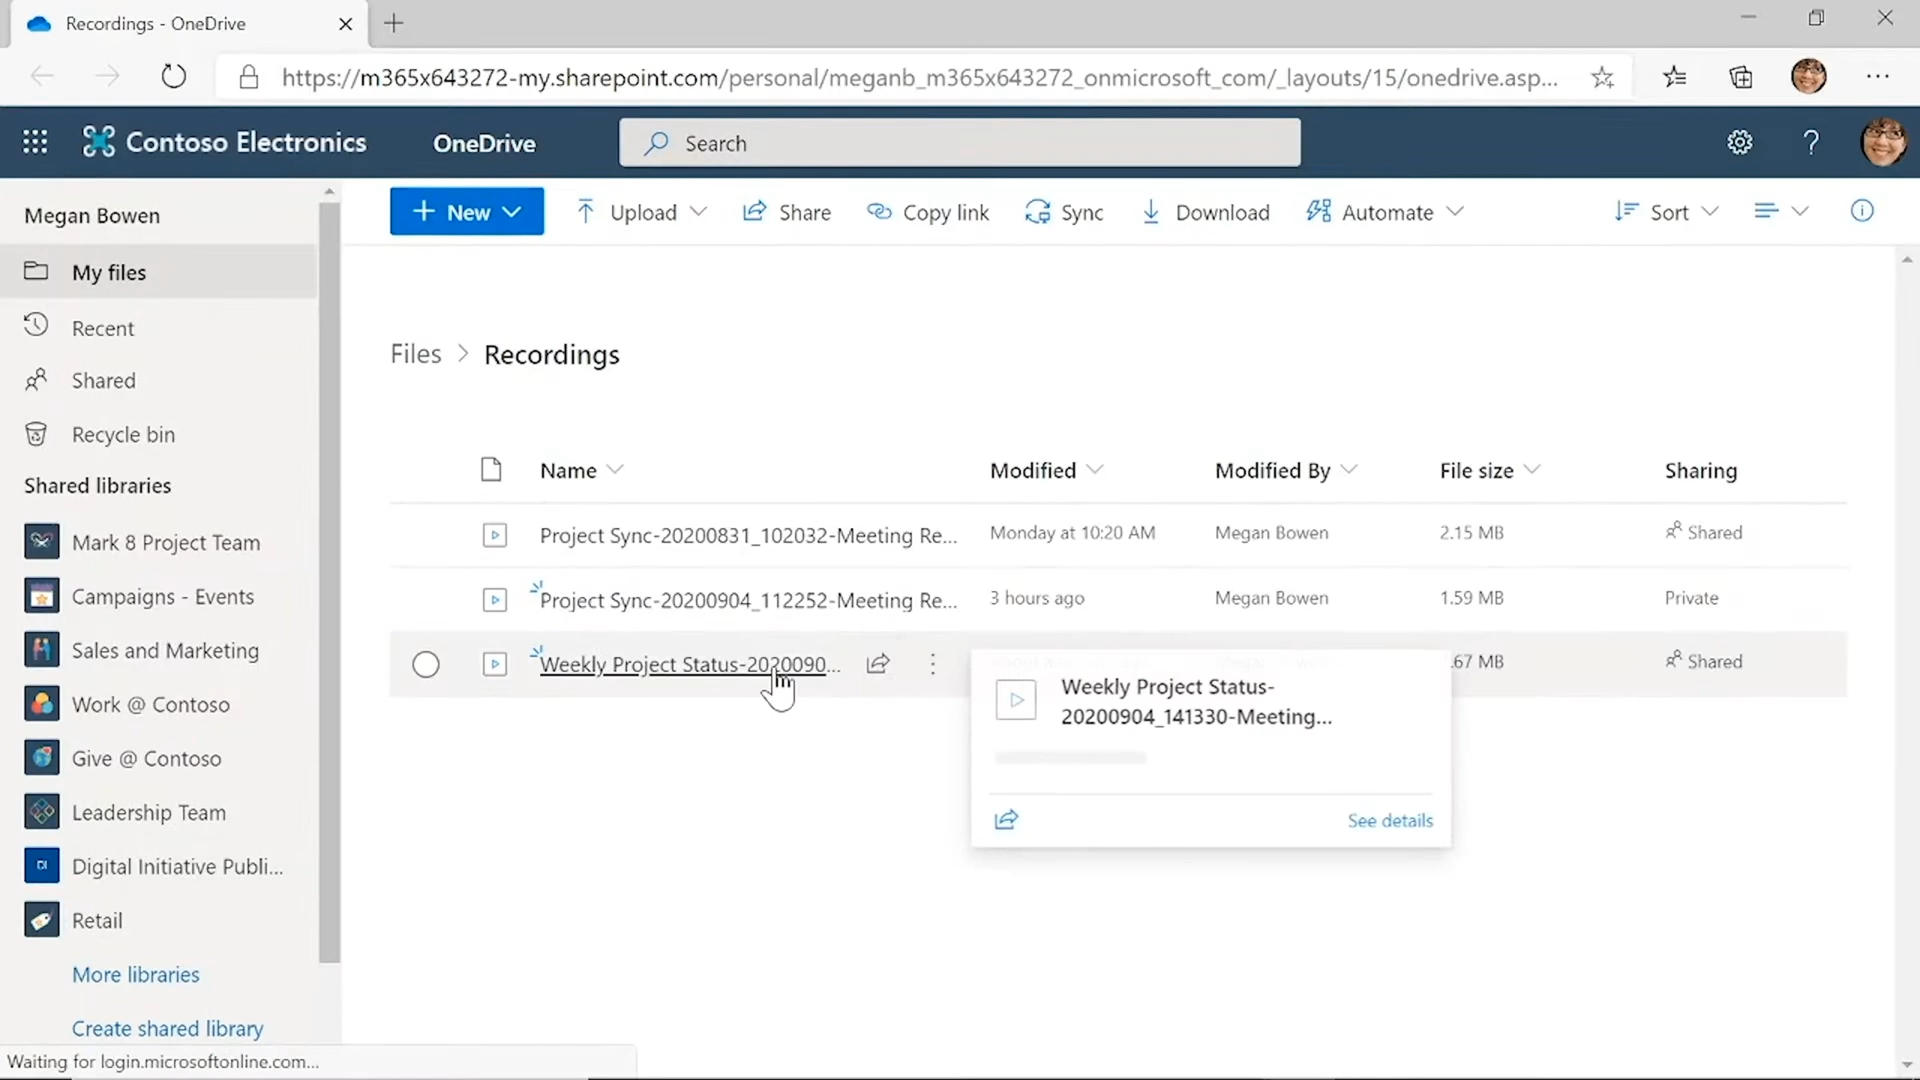 Recordings - OneDrive
https://m365x643272-my.sharepoint.com/personal/meganb_m365x643272_onmicrosoft_com/_layouts/15/onedrive.asp...
Contoso Electronics
OneDrive
Search
New
Upload
Share
Copy link
Sync
Download
Automate
Sort
Megan Bowen
My files
Recent
Shared
Recycle bin
Shared libraries
Mark 8 Project Team
Campaigns - Events
Sales and Marketing
Work @ Contoso
Give @ Contoso
Leadership Team
DI
Digital Initiative Publi...
Retail
More libraries
Create shared library
Files > Recordings
Name Modified Modified By File size Sharing
Project Sync-20200831_102032-Meeting Re... Monday at 10:20 AM Megan Bowen 2.15 MB Shared
Project Sync-20200904_112252-Meeting Re... 3 hours ago Megan Bowen 1.59 MB Private
Weekly Project Status-2020090... .67 MB Shared
Weekly Project Status-
20200904_141330-Meeting...
See details
Waiting for login.microsoftonline.com...